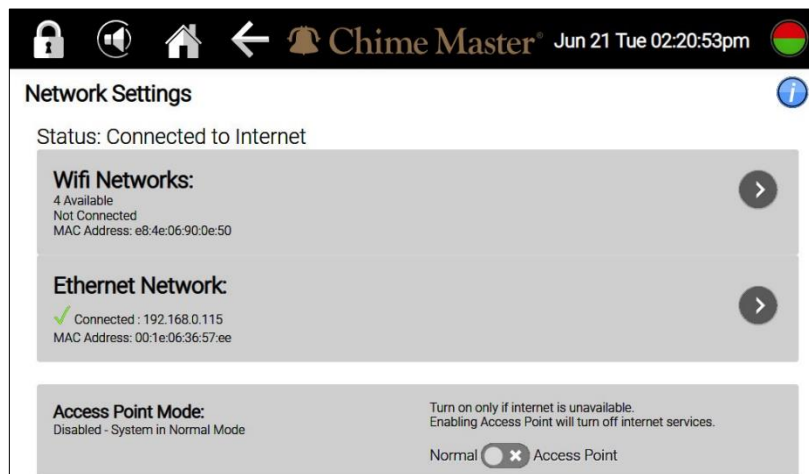 Chime Master® Jun 21 Tue 02:20:53pm
Network Settings
i
Status: Connected to Internet
Wifi Networks:
4 Available
Not Connected
MAC Address: e8:4e:06:90:0e:50
Ethernet Network:
Connected : 192.168.0.115
MAC Address: 00:1e:06:36:57:ee
Access Point Mode:
Disabled - System in Normal Mode
Turn on only if internet is unavailable.
Enabling Access Point will turn off internet services.
Normal Access Point